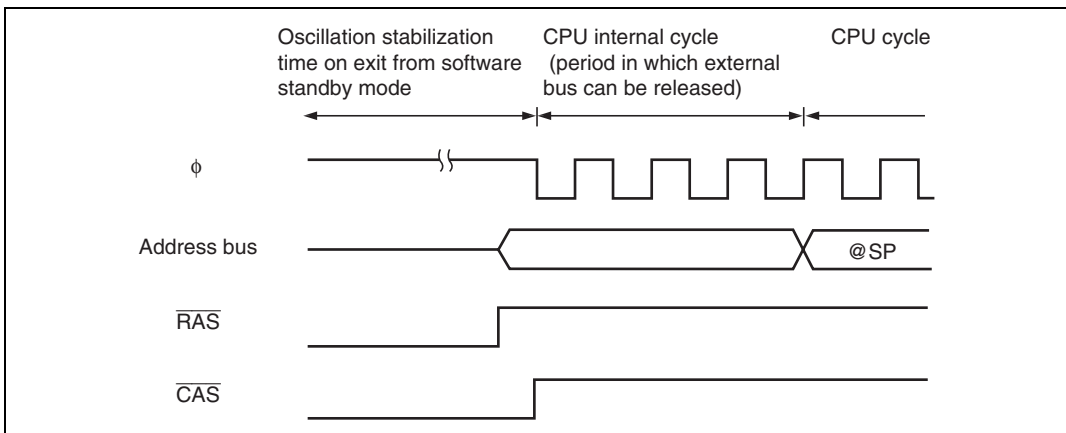 Oscillation stabilization
time on exit from software
standby mode
CPU internal cycle
(period in which external
bus can be released)
CPU cycle
φ
Address bus
@SP
RAS
CAS